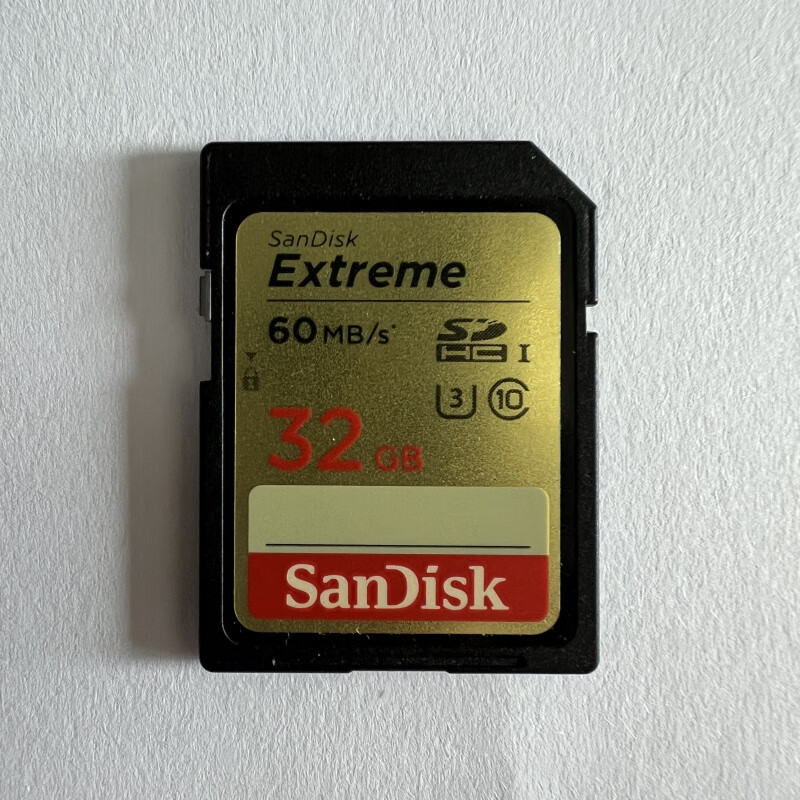 SanDisk
Extreme
60 MB/s*
SD HC I
3 10
32 GB
SanDisk